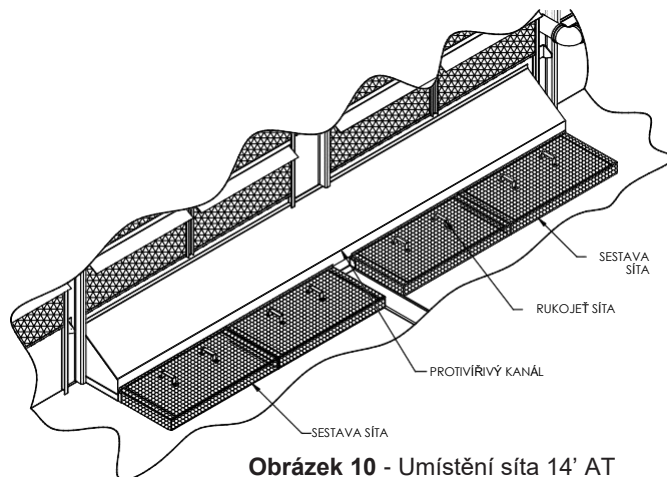 SESTAVA
SÍTA
RUKOJEŤ SÍTA
PROTIVÍŘIVÝ KANÁL
SESTAVA SÍTA
Obrázek 10 - Umístění síta 14’ AT